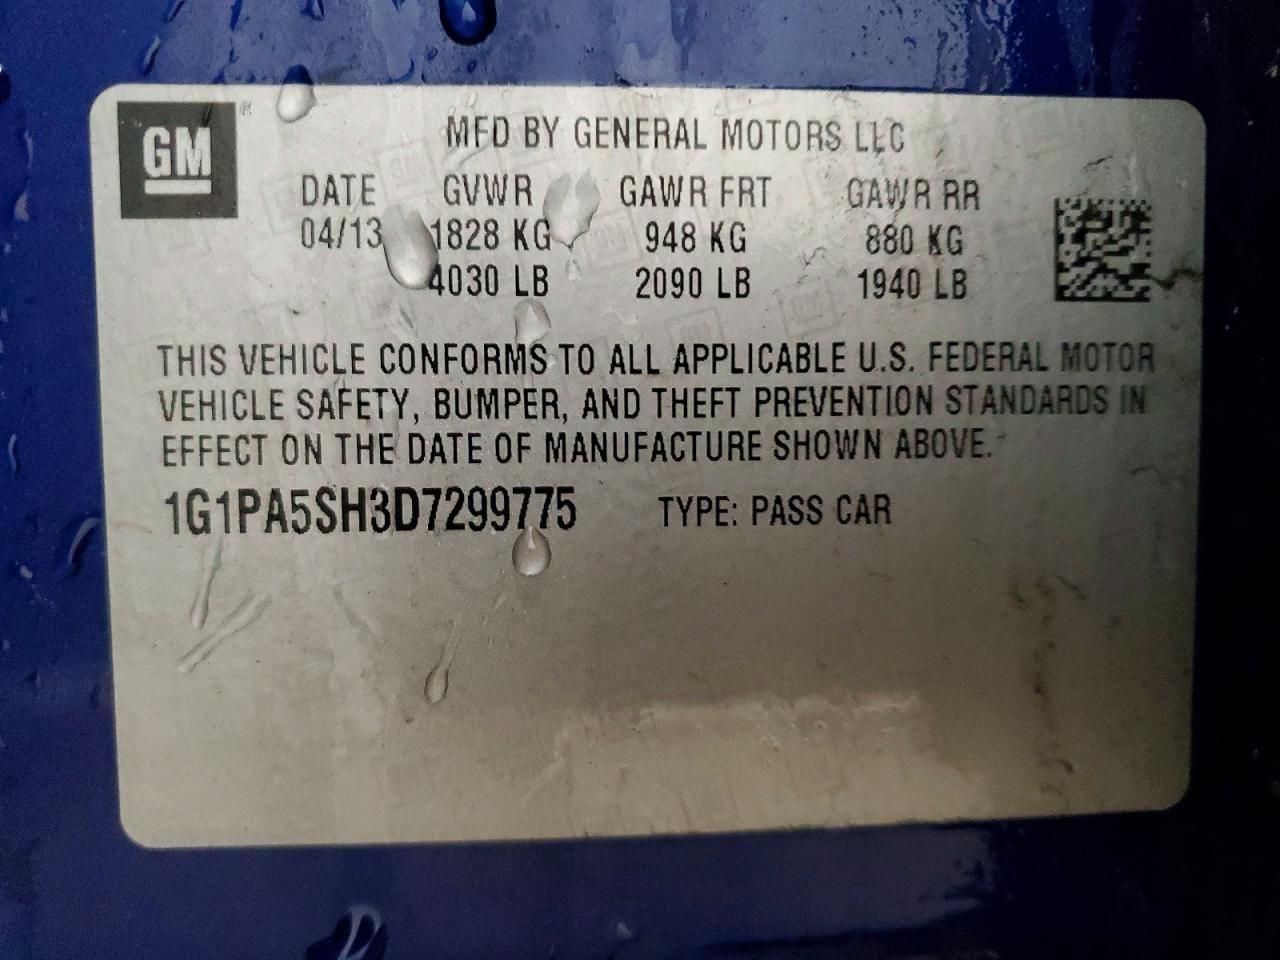 GM ®
MFD BY GENERAL MOTORS LLC
DATE GVWR GAWR FRT GAWR RR
04/13 1828 KG 948 KG 880 KG
4030 LB 2090 LB 1940 LB
THIS VEHICLE CONFORMS TO ALL APPLICABLE U.S. FEDERAL MOTOR
VEHICLE SAFETY, BUMPER, AND THEFT PREVENTION STANDARDS IN
EFFECT ON THE DATE OF MANUFACTURE SHOWN ABOVE.
1G1PA5SH3D7299775 TYPE: PASS CAR